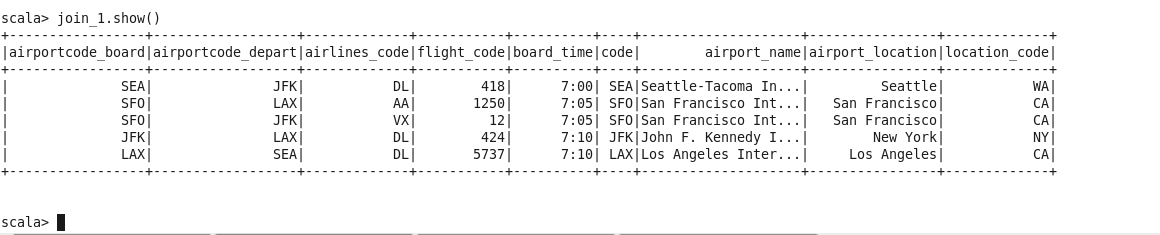 scala> join_1.show()
+-----------------+------------------+-------------+-----------+----------+----+--------------------+----------------+-------------+
|airportcode_board|airportcode_depart|airlines_code|flight_code|board_time|code|        airport_name|airport_location|location_code|
+-----------------+------------------+-------------+-----------+----------+----+--------------------+----------------+-------------+
|              SEA|               JFK|           DL|        418|      7:00| SEA|Seattle-Tacoma In...|         Seattle|           WA|
|              SFO|               LAX|           AA|       1250|      7:05| SFO|San Francisco Int...|   San Francisco|           CA|
|              SFO|               JFK|           VX|         12|      7:05| SFO|San Francisco Int...|   San Francisco|           CA|
|              JFK|               LAX|           DL|        424|      7:10| JFK|John F. Kennedy I...|        New York|           NY|
|              LAX|               SEA|           DL|       5737|      7:10| LAX|Los Angeles Inter...|     Los Angeles|           CA|
+-----------------+------------------+-------------+-----------+----------+----+--------------------+----------------+-------------+
scala>